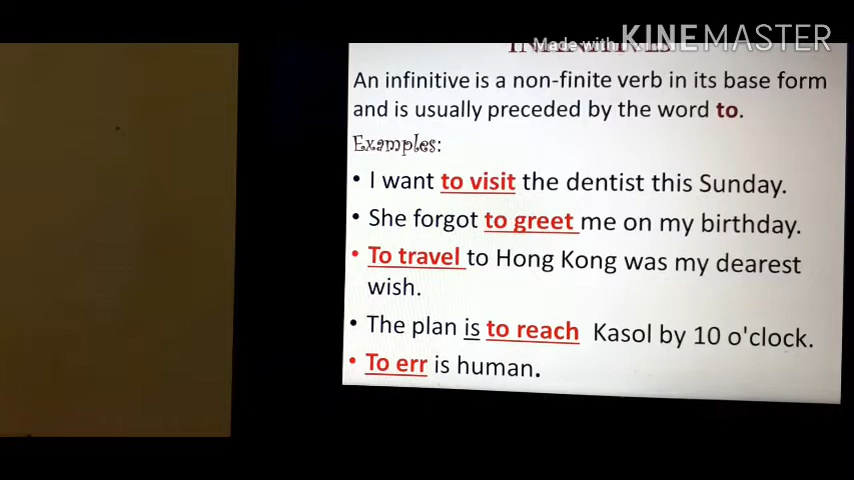 Made with KINEMASTER
INFINITIVES
An infinitive is a non-finite verb in its base form
and is usually preceded by the word to.
Examples:
• I want to visit the dentist this Sunday.
• She forgot to greet me on my birthday.
• To travel to Hong Kong was my dearest
wish.
• The plan is to reach Kasol by 10 o'clock.
• To err is human.